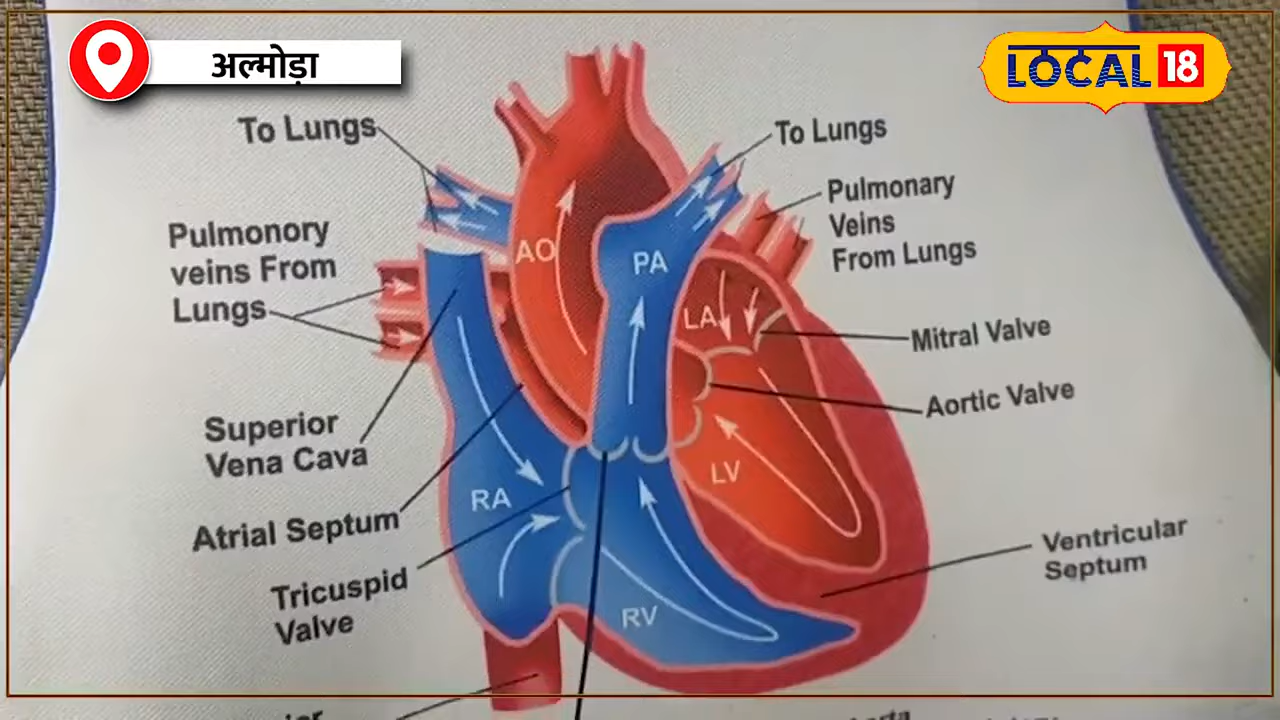 अल्मोड़ा
LOCAL 18
To Lungs
To Lungs
Pulmonary
Veins
From Lungs
Pulmonory
veins From
Lungs
AO
PA
LA
Mitral Valve
Aortic Valve
Superior
Vena Cava
LV
RA
Atrial Septum
Ventricular
Septum
Tricuspid
Valve
RV